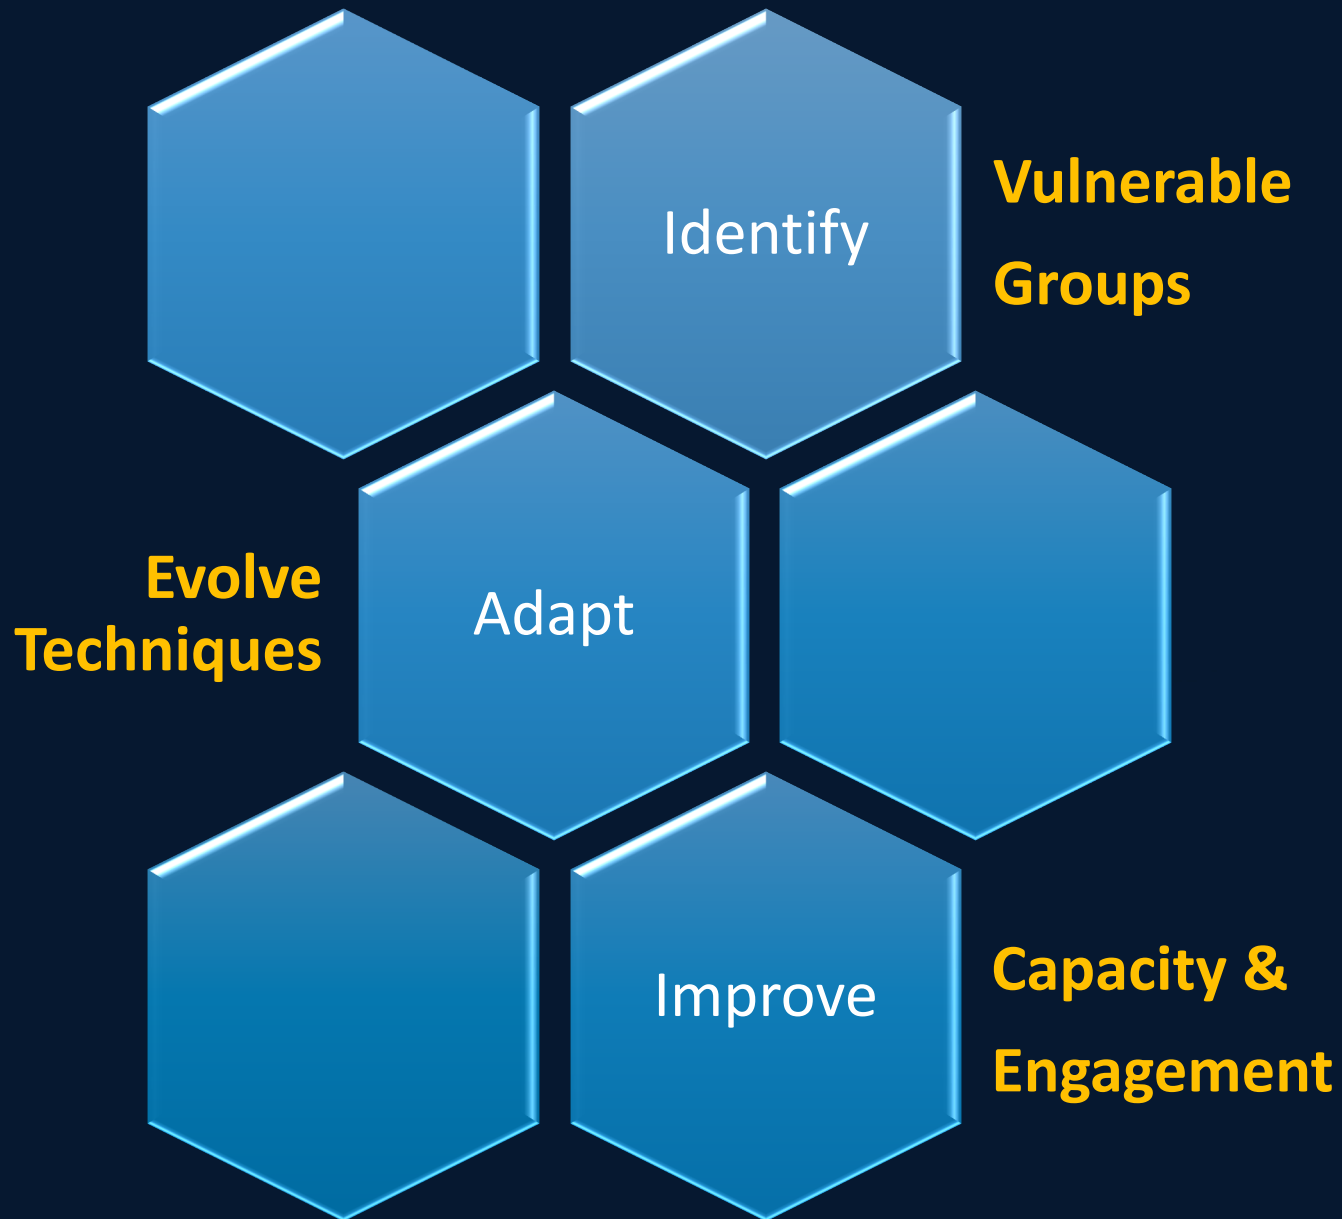 Identify
Vulnerable
Groups
Evolve
Techniques
Adapt
Improve
Capacity &
Engagement